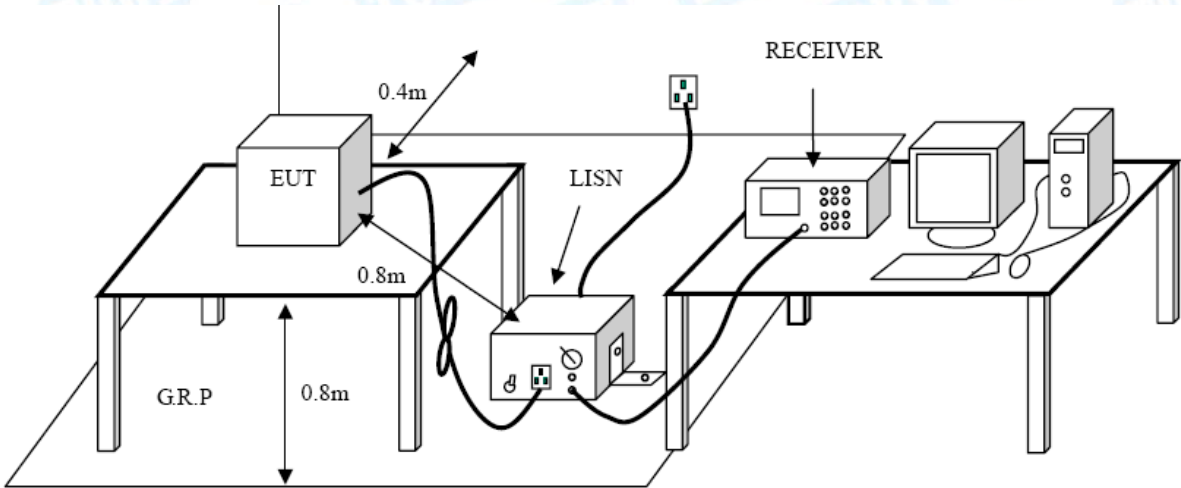 RECEIVER
0.4m
EUT
LISN
0.8m
G.R.P
0.8m